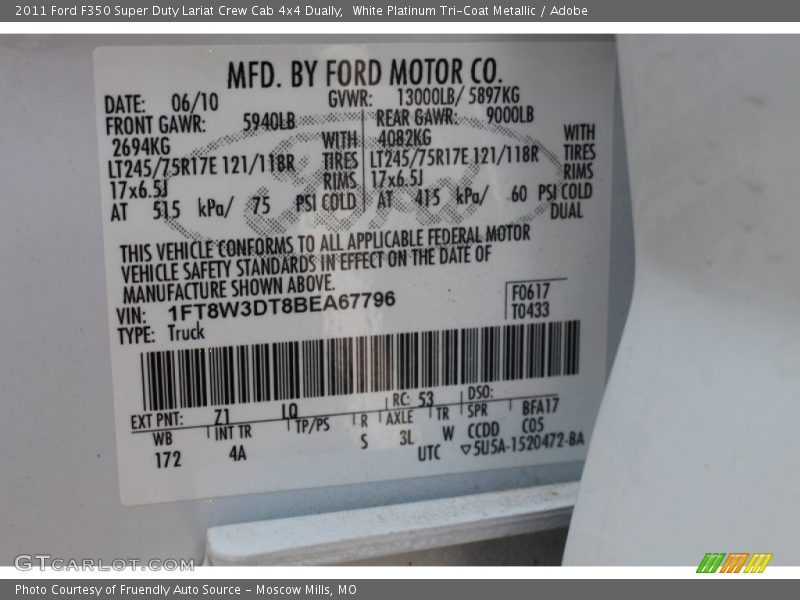 2011 Ford F350 Super Duty Lariat Crew Cab 4x4 Dually,  White Platinum Tri-Coat Metallic / Adobe
MFD. BY FORD MOTOR CO.
DATE: 06/10 GVWR: 13000LB/ 5897KG
FRONT GAWR: 5940LB REAR GAWR: 9000LB
2694KG WITH 4082KG WITH
LT245/75R17E 121/118R TIRES LT245/75R17E 121/118R TIRES
17x6.5J RIMS 17x6.5J RIMS
AT 515 kPa/ 75 PSI COLD AT 415 kPa/ 60 PSI COLD
DUAL
Ford
THIS VEHICLE CONFORMS TO ALL APPLICABLE FEDERAL MOTOR
VEHICLE SAFETY STANDARDS IN EFFECT ON THE DATE OF
MANUFACTURE SHOWN ABOVE.
VIN: 1FT8W3DT8BEA67796 F0617
TYPE: Truck T0433
EXT PNT: Z1 LQ RC: 53 DSO:
WB INT TR TP/PS R AXLE TR SPR BFA17
172 4A S 3L W CCDD C05
UTC ▽5U5A-1520472-BA
GTCARLOT.COM
Photo Courtesy of Fruendly Auto Source - Moscow Mills, MO